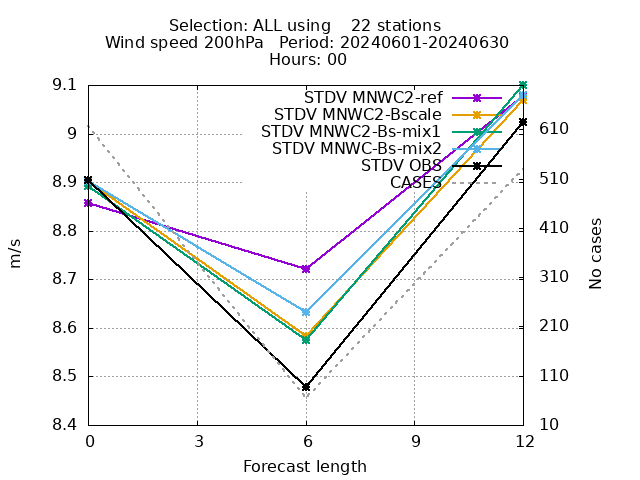 Selection: ALL using 22 stations
Wind speed 200hPa Period: 20240601-20240630
Hours: 00
STDV MNWC2-ref
STDV MNWC2-Bscale
STDV MNWC2-Bs-mix1
STDV MNWC-Bs-mix2
STDV OBS
CASES
9.1
9
8.9
8.8
8.7
8.6
8.5
8.4
m/s
610
510
410
310
210
110
10
No cases
0
3
6
9
12
Forecast length